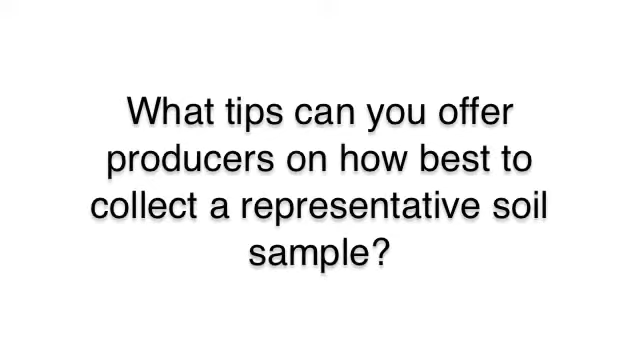 What tips can you offer
producers on how best to
collect a representative soil
sample?